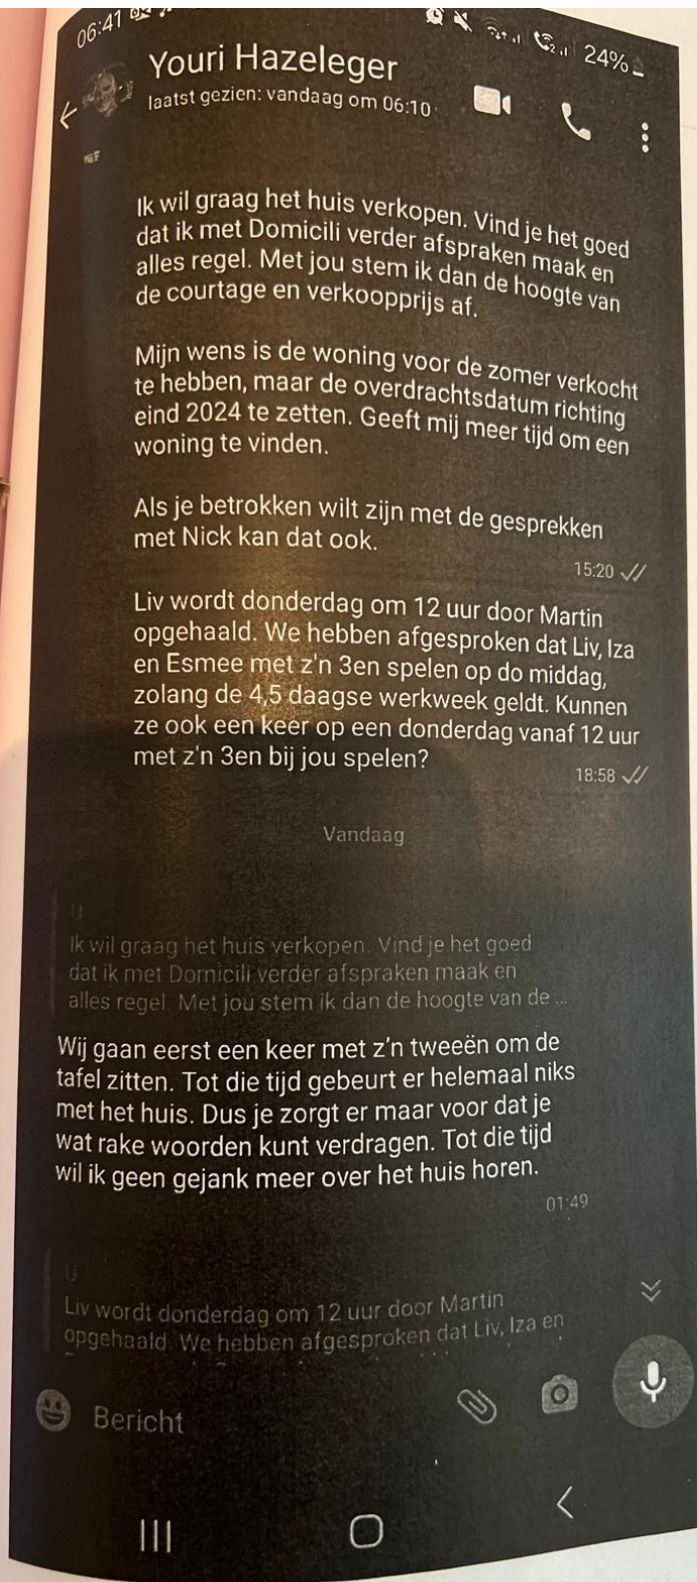 06:41
24%
Youri Hazeleger
laatst gezien: vandaag om 06:10
Ik wil graag het huis verkopen. Vind je het goed
dat ik met Domicili verder afspraken maak en
alles regel. Met jou stem ik dan de hoogte van
de courtage en verkoopprijs af.
Mijn wens is de woning voor de zomer verkocht
te hebben, maar de overdrachtsdatum richting
eind 2024 te zetten. Geeft mij meer tijd om een
woning te vinden.
Als je betrokken wilt zijn met de gesprekken
met Nick kan dat ook.
15:20
Liv wordt donderdag om 12 uur door Martin
opgehaald. We hebben afgesproken dat Liv, Iza
en Esmee met z'n 3en spelen op do middag,
zolang de 4,5 daagse werkweek geldt. Kunnen
ze ook een keer op een donderdag vanaf 12 uur
met z'n 3en bij jou spelen?
18:58
Vandaag
U
Ik wil graag het huis verkopen. Vind je het goed
dat ik met Domicili verder afspraken maak en
alles regel. Met jou stem ik dan de hoogte van de ...
Wij gaan eerst een keer met z'n tweeën om de
tafel zitten. Tot die tijd gebeurt er helemaal niks
met het huis. Dus je zorgt er maar voor dat je
wat rake woorden kunt verdragen. Tot die tijd
wil ik geen gejank meer over het huis horen.
01:49
U
Liv wordt donderdag om 12 uur door Martin
opgehaald. We hebben afgesproken dat Liv, Iza en
Bericht